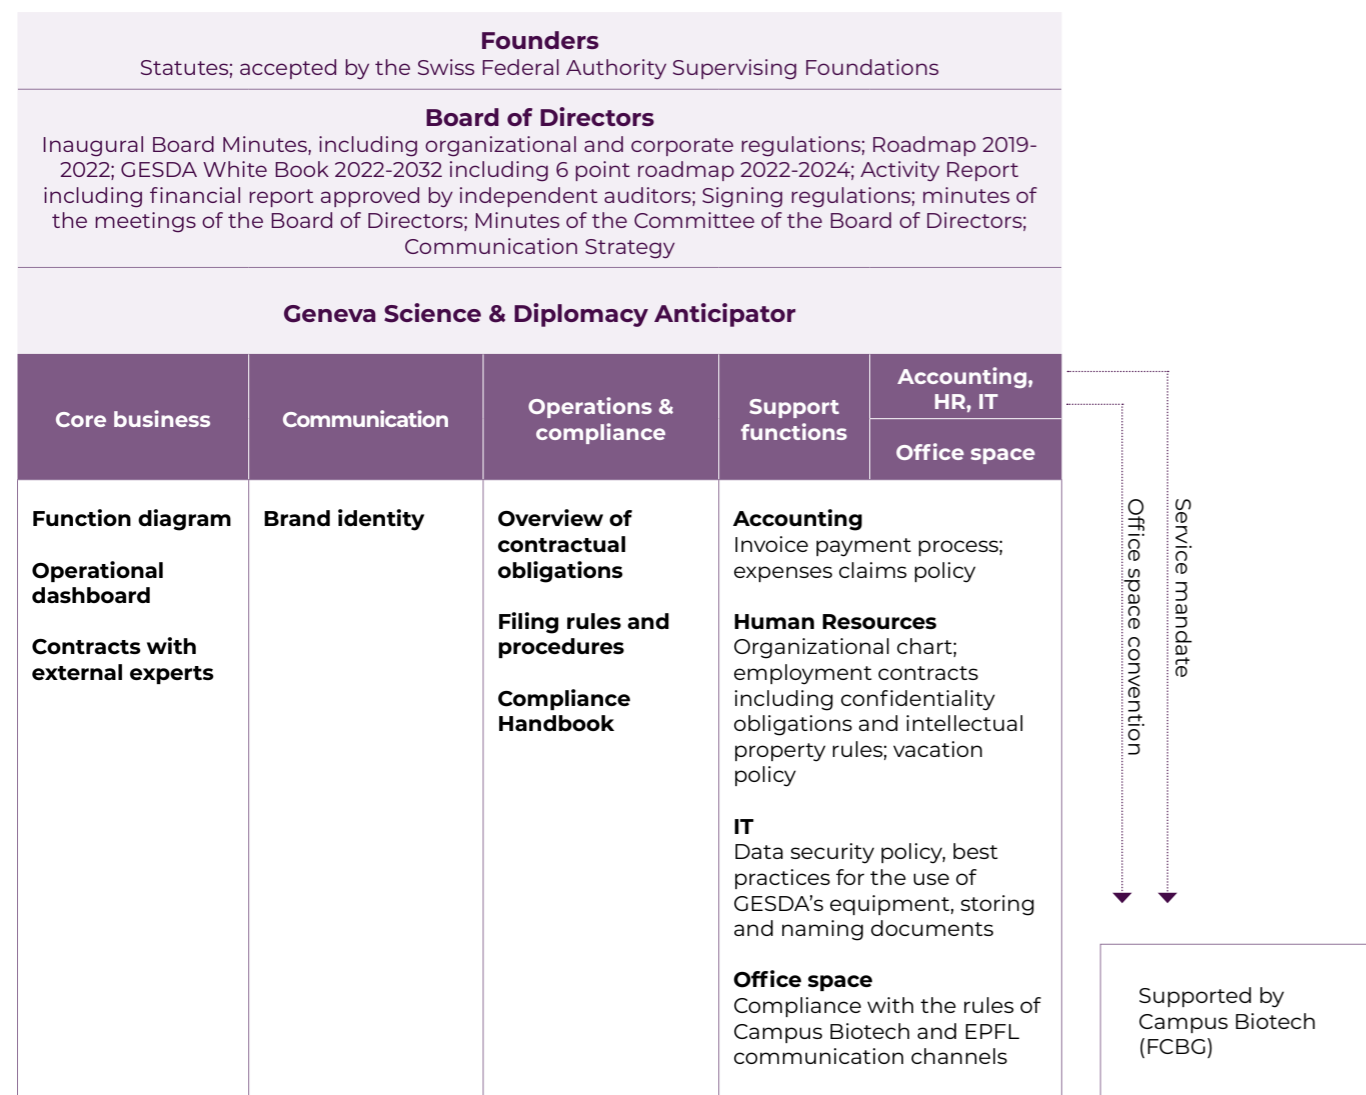 Founders
Statutes; accepted by the Swiss Federal Authority Supervising Foundations
Board of Directors
Inaugural Board Minutes, including organizational and corporate regulations; Roadmap 2019-
2022; GESDA White Book 2022-2032 including 6 point roadmap 2022-2024; Activity Report
including financial report approved by independent auditors; Signing regulations; minutes of
the meetings of the Board of Directors; Minutes of the Committee of the Board of Directors;
Communication Strategy
Geneva Science & Diplomacy Anticipator
Core business
Communication
Operations &
compliance
Support
functions
Accounting,
HR, IT
Office space
Function diagram
Operational
dashboard
Contracts with
external experts
Brand identity
Overview of
contractual
obligations
Filing rules and
procedures
Compliance
Handbook
Accounting
Invoice payment process;
expenses claims policy
Human Resources
Organizational chart;
employment contracts
including confidentiality
obligations and intellectual
property rules; vacation
policy
IT
Data security policy, best
practices for the use of
GESDA’s equipment, storing
and naming documents
Office space
Compliance with the rules of
Campus Biotech and EPFL
communication channels
Office space convention
Service mandate
Supported by
Campus Biotech
(FCBG)